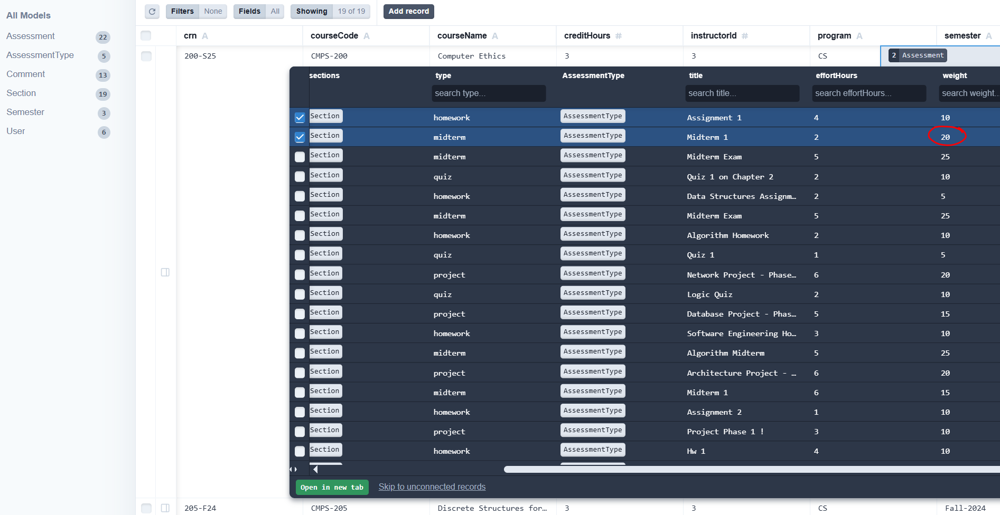 All Models
Assessment 22
AssessmentType 5
Comment 13
Section 19
Semester 3
User 6
Filters None Fields All Showing 19 of 19 Add record
crn A courseCode A courseName A creditHours # instructorId # program A semester A
200-S25 CMPS-200 Computer Ethics 3 3 CS 2 Assessment
sections type AssessmentType title effortHours weight
search type... search title... search effortHours... search weight..
Section homework AssessmentType Assignment 1 4 10
Section midterm AssessmentType Midterm 1 2 20
Section midterm AssessmentType Midterm Exam 5 25
Section quiz AssessmentType Quiz 1 on Chapter 2 2 10
Section homework AssessmentType Data Structures Assignm… 2 5
Section midterm AssessmentType Midterm Exam 5 25
Section homework AssessmentType Algorithm Homework 2 10
Section quiz AssessmentType Quiz 1 1 5
Section project AssessmentType Network Project - Phase… 6 20
Section quiz AssessmentType Logic Quiz 2 10
Section project AssessmentType Database Project - Phas… 5 15
Section homework AssessmentType Software Engineering Ho… 3 10
Section midterm AssessmentType Algorithm Midterm 5 25
Section project AssessmentType Architecture Project - … 6 20
Section midterm AssessmentType Midterm 1 6 15
Section homework AssessmentType Assignment 2 1 10
Section project AssessmentType Project Phase 1 ! 3 10
Section homework AssessmentType Hw 1 4 10
Open in new tab Skip to unconnected records
205-F24 CMPS-205 Discrete Structures for… 3 3 CS Fall-2024